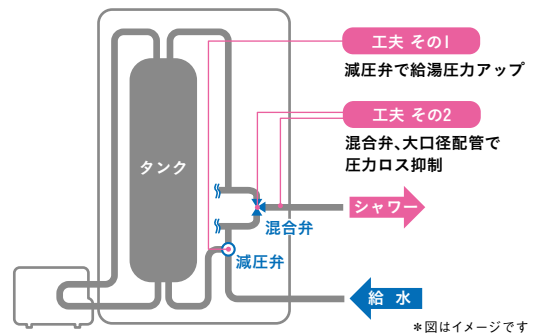 工夫 その1
減圧弁で給湯圧力アップ
工夫 その2
混合弁、大口径配管で
圧力ロス抑制
タンク
シャワー
混合弁
減圧弁
給水
＊図はイメージです